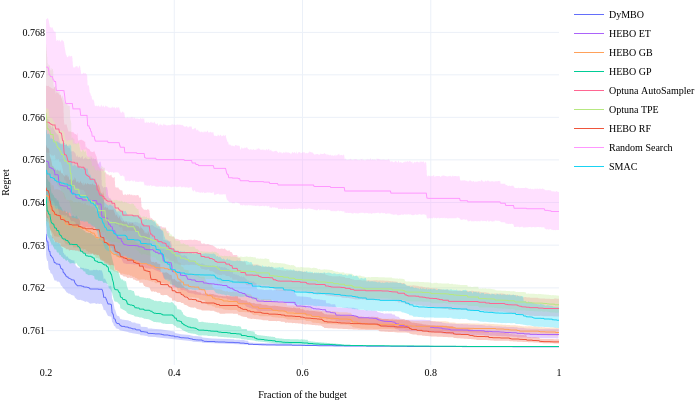 0.768
0.767
0.766
0.765
0.764
0.763
0.762
0.761
Regret
0.2
0.4
0.6
0.8
1
Fraction of the budget
DyMBO
HEBO ET
HEBO GB
HEBO GP
Optuna AutoSampler
Optuna TPE
HEBO RF
Random Search
SMAC